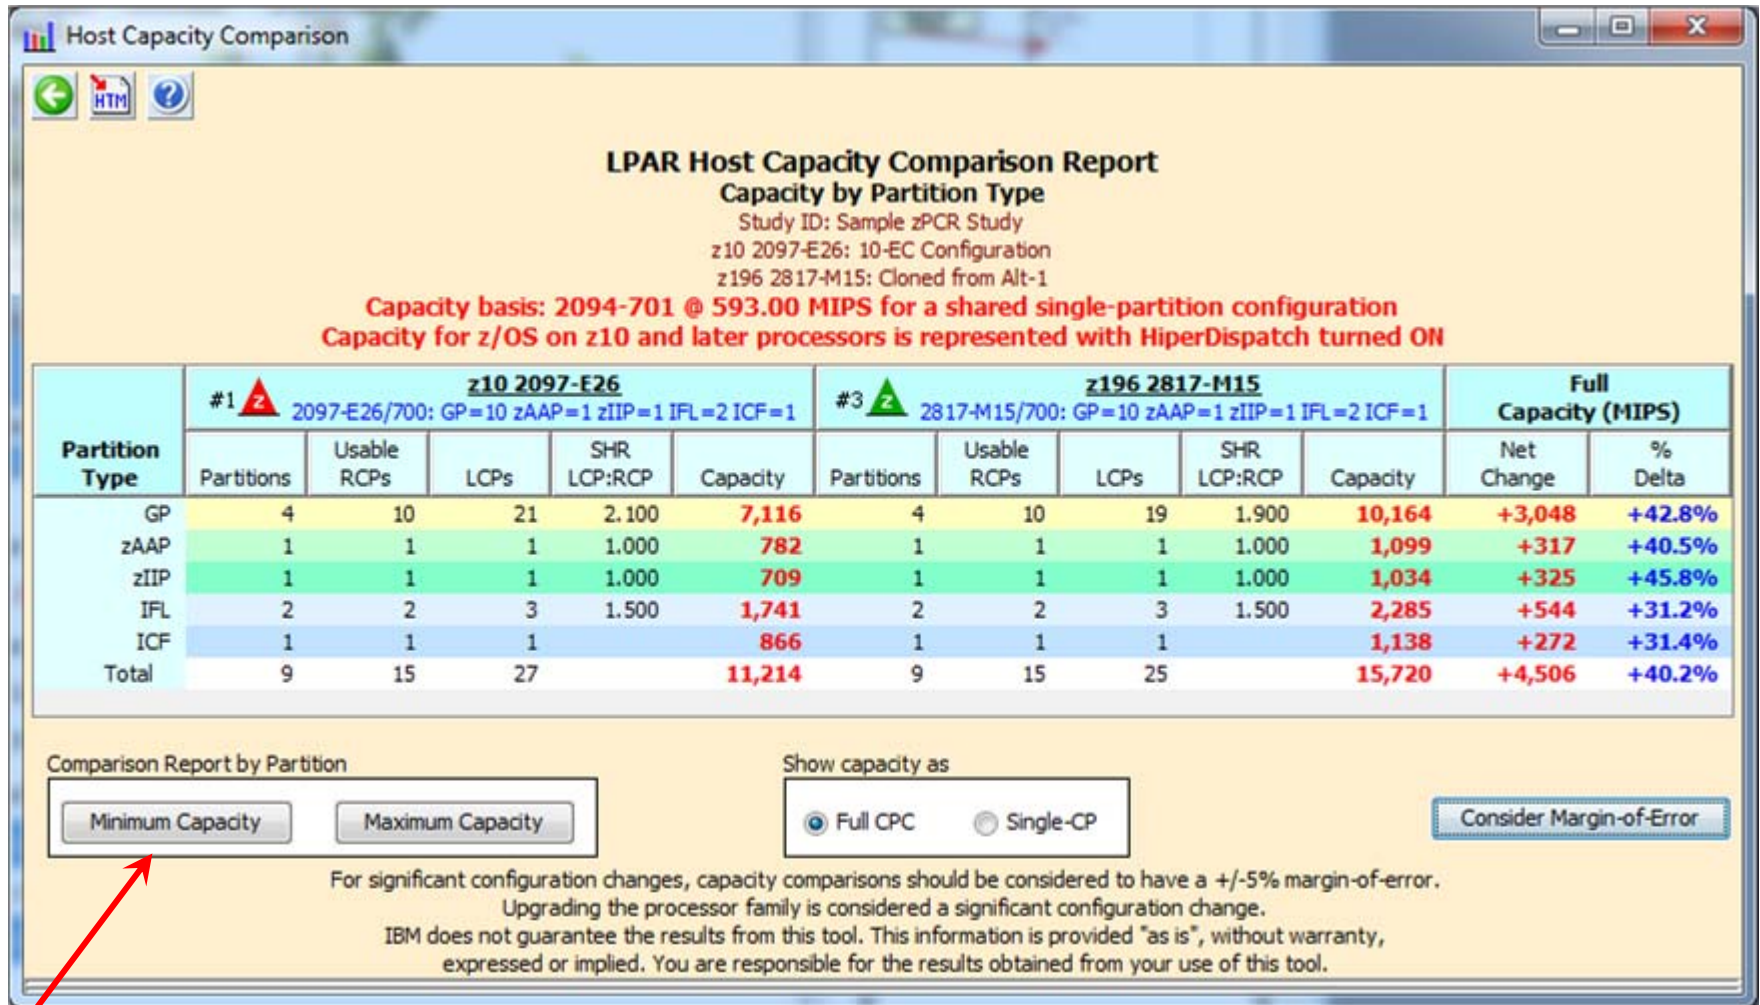 Host Capacity Comparison
HTM ?
LPAR Host Capacity Comparison Report
Capacity by Partition Type
Study ID: Sample zPCR Study
z10 2097-E26: 10-EC Configuration
z196 2817-M15: Cloned from Alt-1
Capacity basis: 2094-701 @ 593.00 MIPS for a shared single-partition configuration
Capacity for z/OS on z10 and later processors is represented with HiperDispatch turned ON
Partition Type
#1 z z10 2097-E26
2097-E26/700: GP=10 zAAP=1 zIIP=1 IFL=2 ICF=1
#3 z z196 2817-M15
2817-M15/700: GP=10 zAAP=1 zIIP=1 IFL=2 ICF=1
Full Capacity (MIPS)
Partitions Usable RCPs LCPs SHR LCP:RCP Capacity Partitions Usable RCPs LCPs SHR LCP:RCP Capacity Net Change % Delta
GP 4 10 21 2.100 7,116 4 10 19 1.900 10,164 +3,048 +42.8%
zAAP 1 1 1 1.000 782 1 1 1 1.000 1,099 +317 +40.5%
zIIP 1 1 1 1.000 709 1 1 1 1.000 1,034 +325 +45.8%
IFL 2 2 3 1.500 1,741 2 2 3 1.500 2,285 +544 +31.2%
ICF 1 1 1 866 1 1 1 1,138 +272 +31.4%
Total 9 15 27 11,214 9 15 25 15,720 +4,506 +40.2%
Comparison Report by Partition
Minimum Capacity Maximum Capacity
Show capacity as
Full CPC Single-CP
Consider Margin-of-Error
For significant configuration changes, capacity comparisons should be considered to have a +/-5% margin-of-error.
Upgrading the processor family is considered a significant configuration change.
IBM does not guarantee the results from this tool. This information is provided "as is", without warranty,
expressed or implied. You are responsible for the results obtained from your use of this tool.